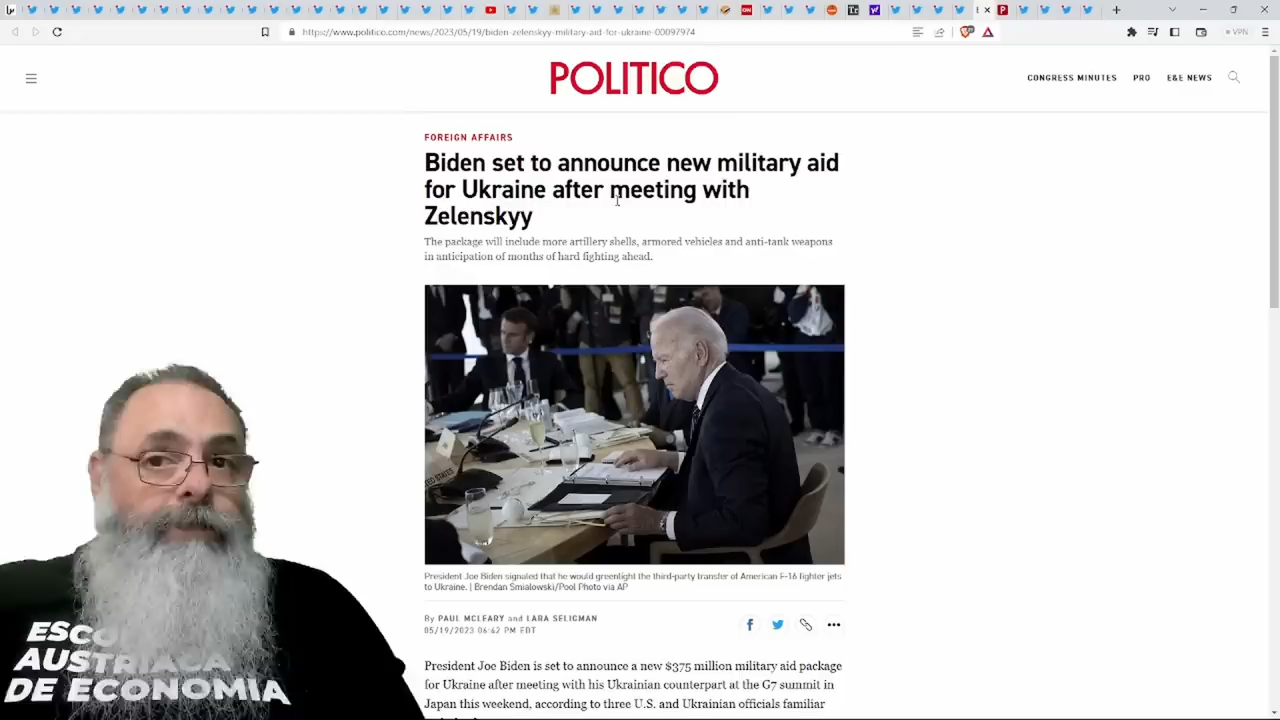 https://www.politico.com/news/2023/05/19/biden-zelenskyy-military-aid-for-ukraine-00097974
VPN
POLITICO
CONGRESS MINUTES
PRO
E&E NEWS
FOREIGN AFFAIRS
Biden set to announce new military aid
for Ukraine after meeting with
Zelenskyy
The package will include more artillery shells, armored vehicles and anti-tank weapons
in anticipation of months of hard fighting ahead.
UNITED STATES
President Joe Biden signaled that he would greenlight the third-party transfer of American F-16 fighter jets
to Ukraine. | Brendan Smialowski/Pool Photo via AP
By PAUL MCLEARY and LARA SELIGMAN
05/19/2023 06:42 PM EDT
President Joe Biden is set to announce a new $375 million military aid package
for Ukraine after meeting with his Ukrainian counterpart at the G7 summit in
Japan this weekend, according to three U.S. and Ukrainian officials familiar
AUSTRIACA
DE ECONOMIA